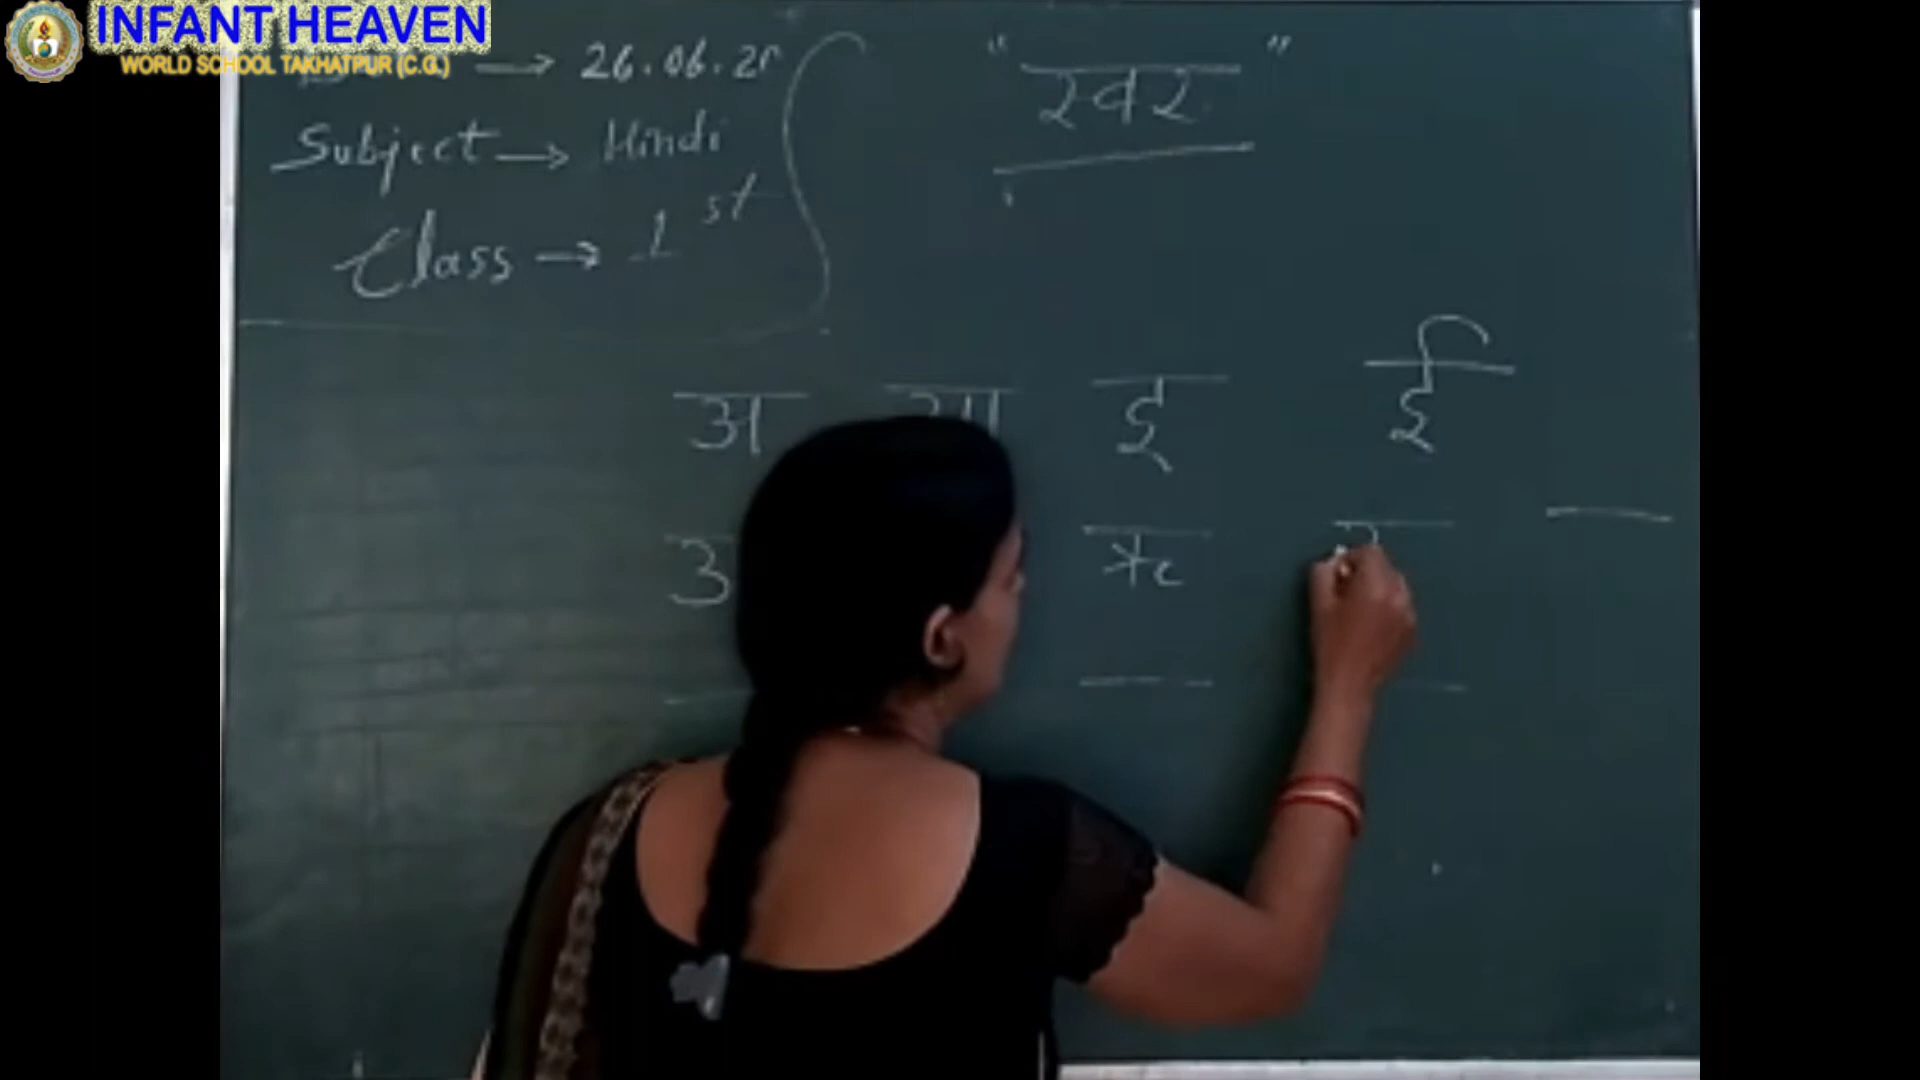 INFANT HEAVEN
WORLD SCHOOL TAKHATPUR (C.G.)
→ 26.06.20
Subject → Hindi
Class → 1st
"स्वर"
अ आ इ ई
उ ऋ